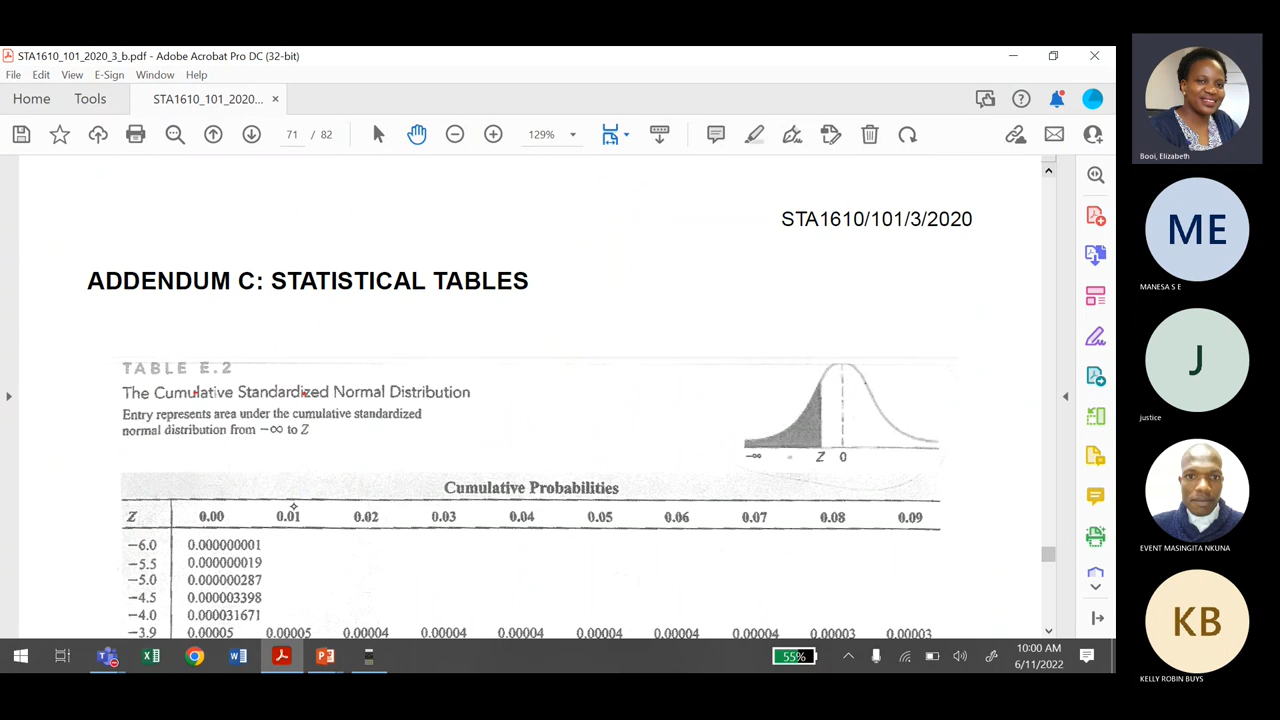 STA1610_101_2020_3_b.pdf - Adobe Acrobat Pro DC (32-bit)
File Edit View E-Sign Window Help
Home Tools STA1610_101_2020... ×
71 / 82 129%
STA1610/101/3/2020
ADDENDUM C: STATISTICAL TABLES
TABLE E.2
The Cumulative Standardized Normal Distribution
Entry represents area under the cumulative standardized
normal distribution from −∞ to Z
−∞ Z 0
Cumulative Probabilities
Z 0.00 0.01 0.02 0.03 0.04 0.05 0.06 0.07 0.08 0.09
−6.0 0.000000001
−5.5 0.000000019
−5.0 0.000000287
−4.5 0.000003398
−4.0 0.000031671
−3.9 0.00005 0.00005 0.00004 0.00004 0.00004 0.00004 0.00004 0.00004 0.00003 0.00003
55%
10:00 AM
6/11/2022
Booi, Elizabeth
ME
MANESA S E
J
justice
EVENT MASINGITA NKUNA
KB
KELLY ROBIN BUYS